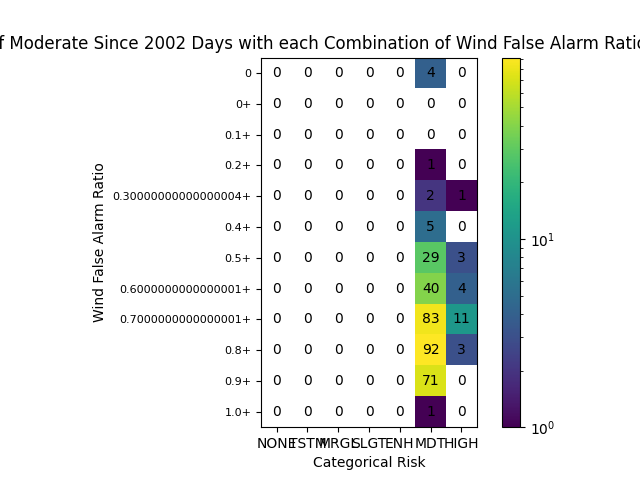 f Moderate Since 2002 Days with each Combination of Wind False Alarm Ratio
0 0 0 0 0 0 4 0
0+ 0 0 0 0 0 0 0
0.1+ 0 0 0 0 0 0 0
0.2+ 0 0 0 0 0 1 0
0.30000000000000004+ 0 0 0 0 0 2 1
0.4+ 0 0 0 0 0 5 0
0.5+ 0 0 0 0 0 29 3
0.6000000000000001+ 0 0 0 0 0 40 4
0.7000000000000001+ 0 0 0 0 0 83 11
0.8+ 0 0 0 0 0 92 3
0.9+ 0 0 0 0 0 71 0
1.0+ 0 0 0 0 0 1 0
NONE TSTM MRGL SLGT ENH MDT HIGH
Categorical Risk
Wind False Alarm Ratio
10¹
10⁰